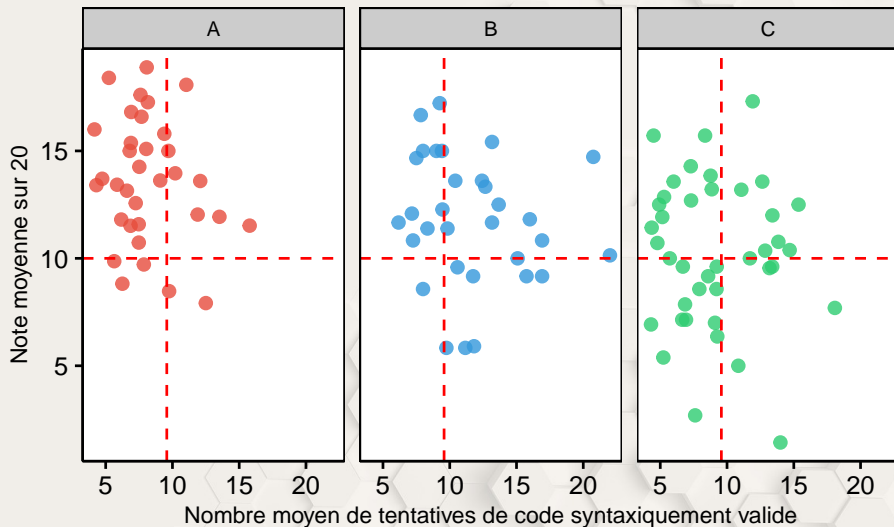 A B C
Note moyenne sur 20
15
10
5
5 10 15 20 5 10 15 20 5 10 15 20
Nombre moyen de tentatives de code syntaxiquement valide